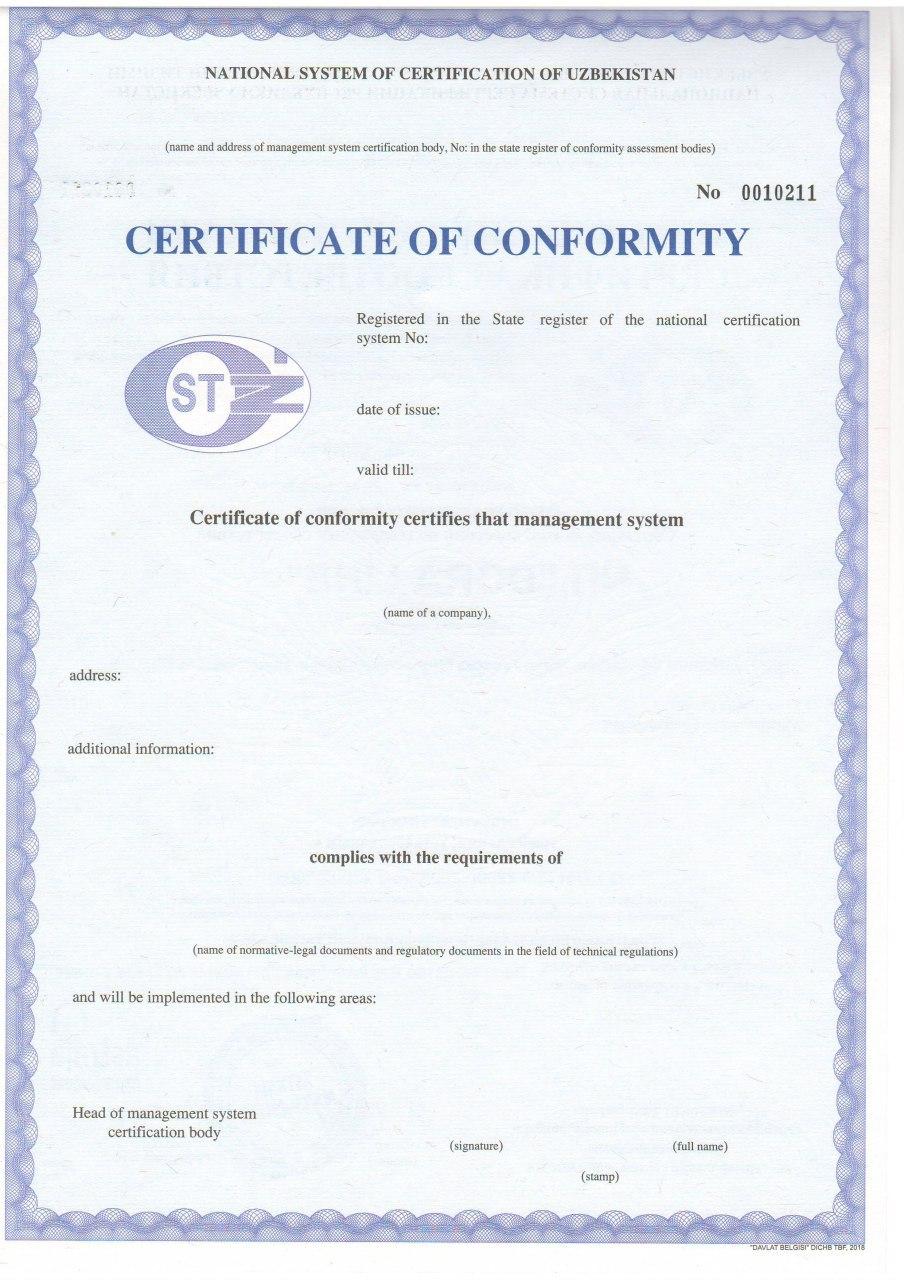 NATIONAL SYSTEM OF CERTIFICATION OF UZBEKISTAN
(name and address of management system certification body, No: in the state register of conformity assessment bodies)
No 0010211
CERTIFICATE OF CONFORMITY
Registered in the State register of the national certification
system No:
ST
date of issue:
valid till:
Certificate of conformity certifies that management system
(name of a company),
address:
additional information:
complies with the requirements of
(name of normative-legal documents and regulatory documents in the field of technical regulations)
and will be implemented in the following areas:
Head of management system
certification body
(signature)
(full name)
(stamp)
"DAVLAT BELGISI" DICHB TBF, 2018